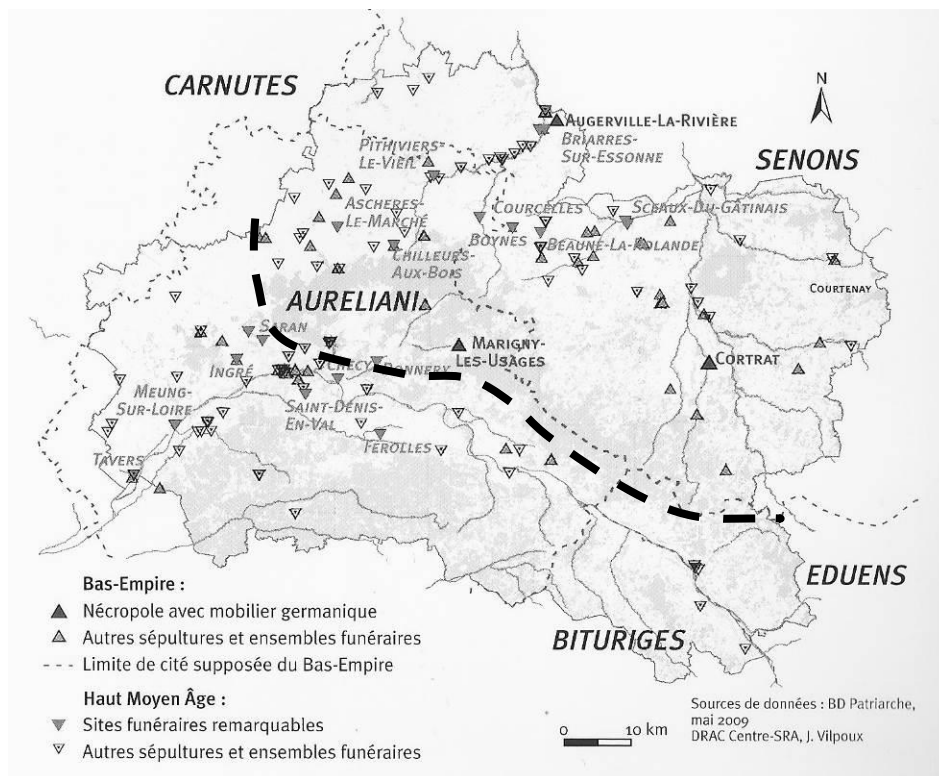 CARNUTES
N
AUGERVILLE-LA-RIVIÈRE
BRIARRES-
SUR-ESSONNE
PITHIVIERS-
LE-VIEIL
SENONS
ASCHERES-
LE-MARCHÉ
COURCELLES
SCEAUX-DU-GÂTINAIS
BOYNES
BEAUNE-LA-ROLANDE
CHILLEURS-
AUX-BOIS
COURTENAY
AURELIANI
SARAN
MARIGNY-
LES-USAGES
CORTRAT
INGRÉ
CHECY
DONNERY
MEUNG-
SUR-LOIRE
SAINT-DENIS-
EN-VAL
FEROLLES
TAVERS
EDUENS
BITURIGES
Bas-Empire :
Nécropole avec mobilier germanique
Autres sépultures et ensembles funéraires
Limite de cité supposée du Bas-Empire
Haut Moyen Âge :
Sites funéraires remarquables
Autres sépultures et ensembles funéraires
0
10 km
Sources de données : BD Patriarche,
mai 2009
DRAC Centre-SRA, J. Vilpoux